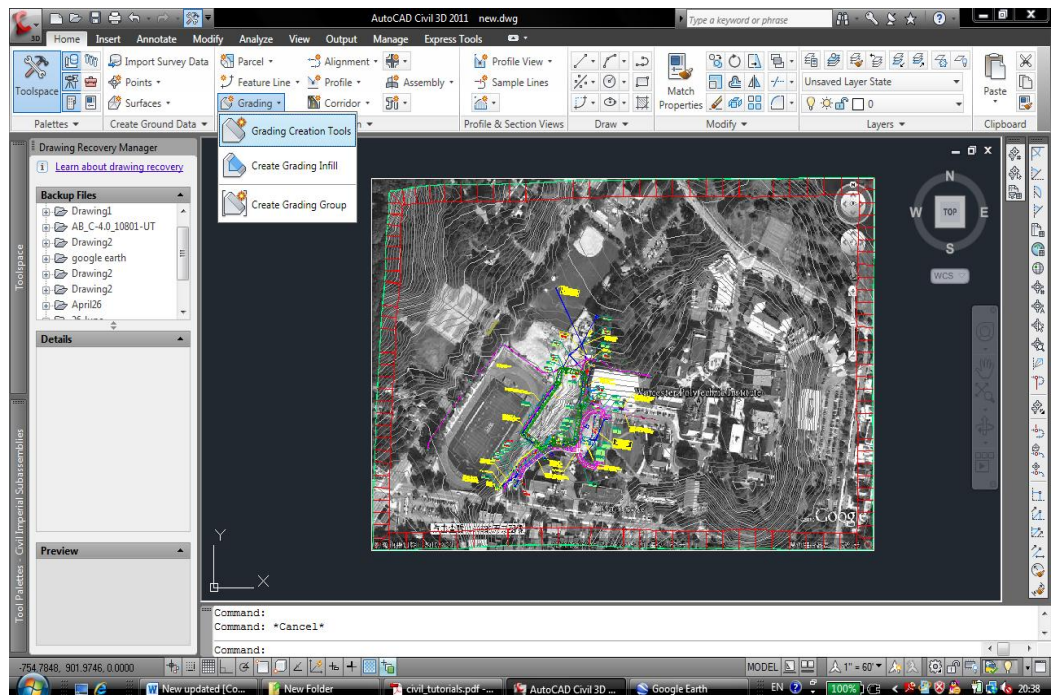 AutoCAD Civil 3D 2011 new.dwg
Type a keyword or phrase
3D
Home Insert Annotate Modify Analyze View Output Manage Express Tools
Toolspace
Import Survey Data
Points
Surfaces
Parcel
Feature Line
Grading
Alignment
Profile
Corridor
Assembly
Profile View
Sample Lines
Match Properties
Unsaved Layer State
0
Paste
Palettes
Create Ground Data
Profile & Section Views
Draw
Modify
Layers
Clipboard
Grading Creation Tools
Create Grading Infill
Create Grading Group
Drawing Recovery Manager
Learn about drawing recovery
Backup Files
Drawing1
AB_C-4.0_10801-UT
Drawing2
google earth
Drawing2
Drawing2
April26
Details
Preview
Toolspace
Tool Palettes - Civil Imperial Subassemblies
N
W TOP E
S
WCS
Worcester Polytechnic Institute
Google
Y
X
Command:
Command: *Cancel*
Command:
-754.7848, 901.9746, 0.0000
MODEL
1" = 60'
New updated [Co...
New Folder
civil_tutorials.pdf -...
AutoCAD Civil 3D ...
Google Earth
EN
100%
20:38